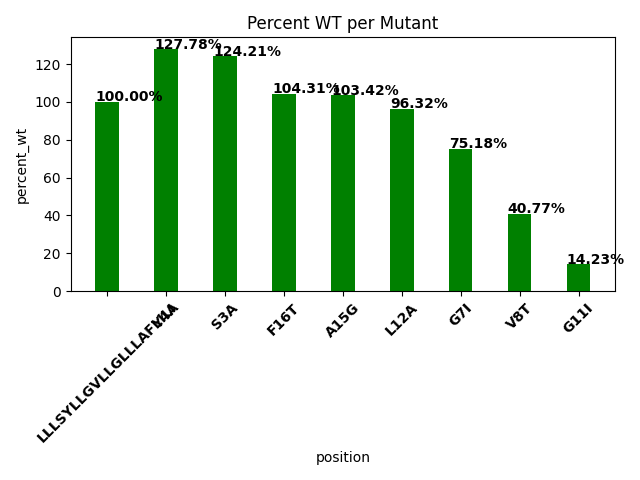 Percent WT per Mutant
percent_wt
120
100
80
60
40
20
0
100.00%
127.78%
124.21%
104.31%
103.42%
96.32%
75.18%
40.77%
14.23%
Y4A
S3A
F16T
A15G
L12A
G7I
V8T
G11I
position